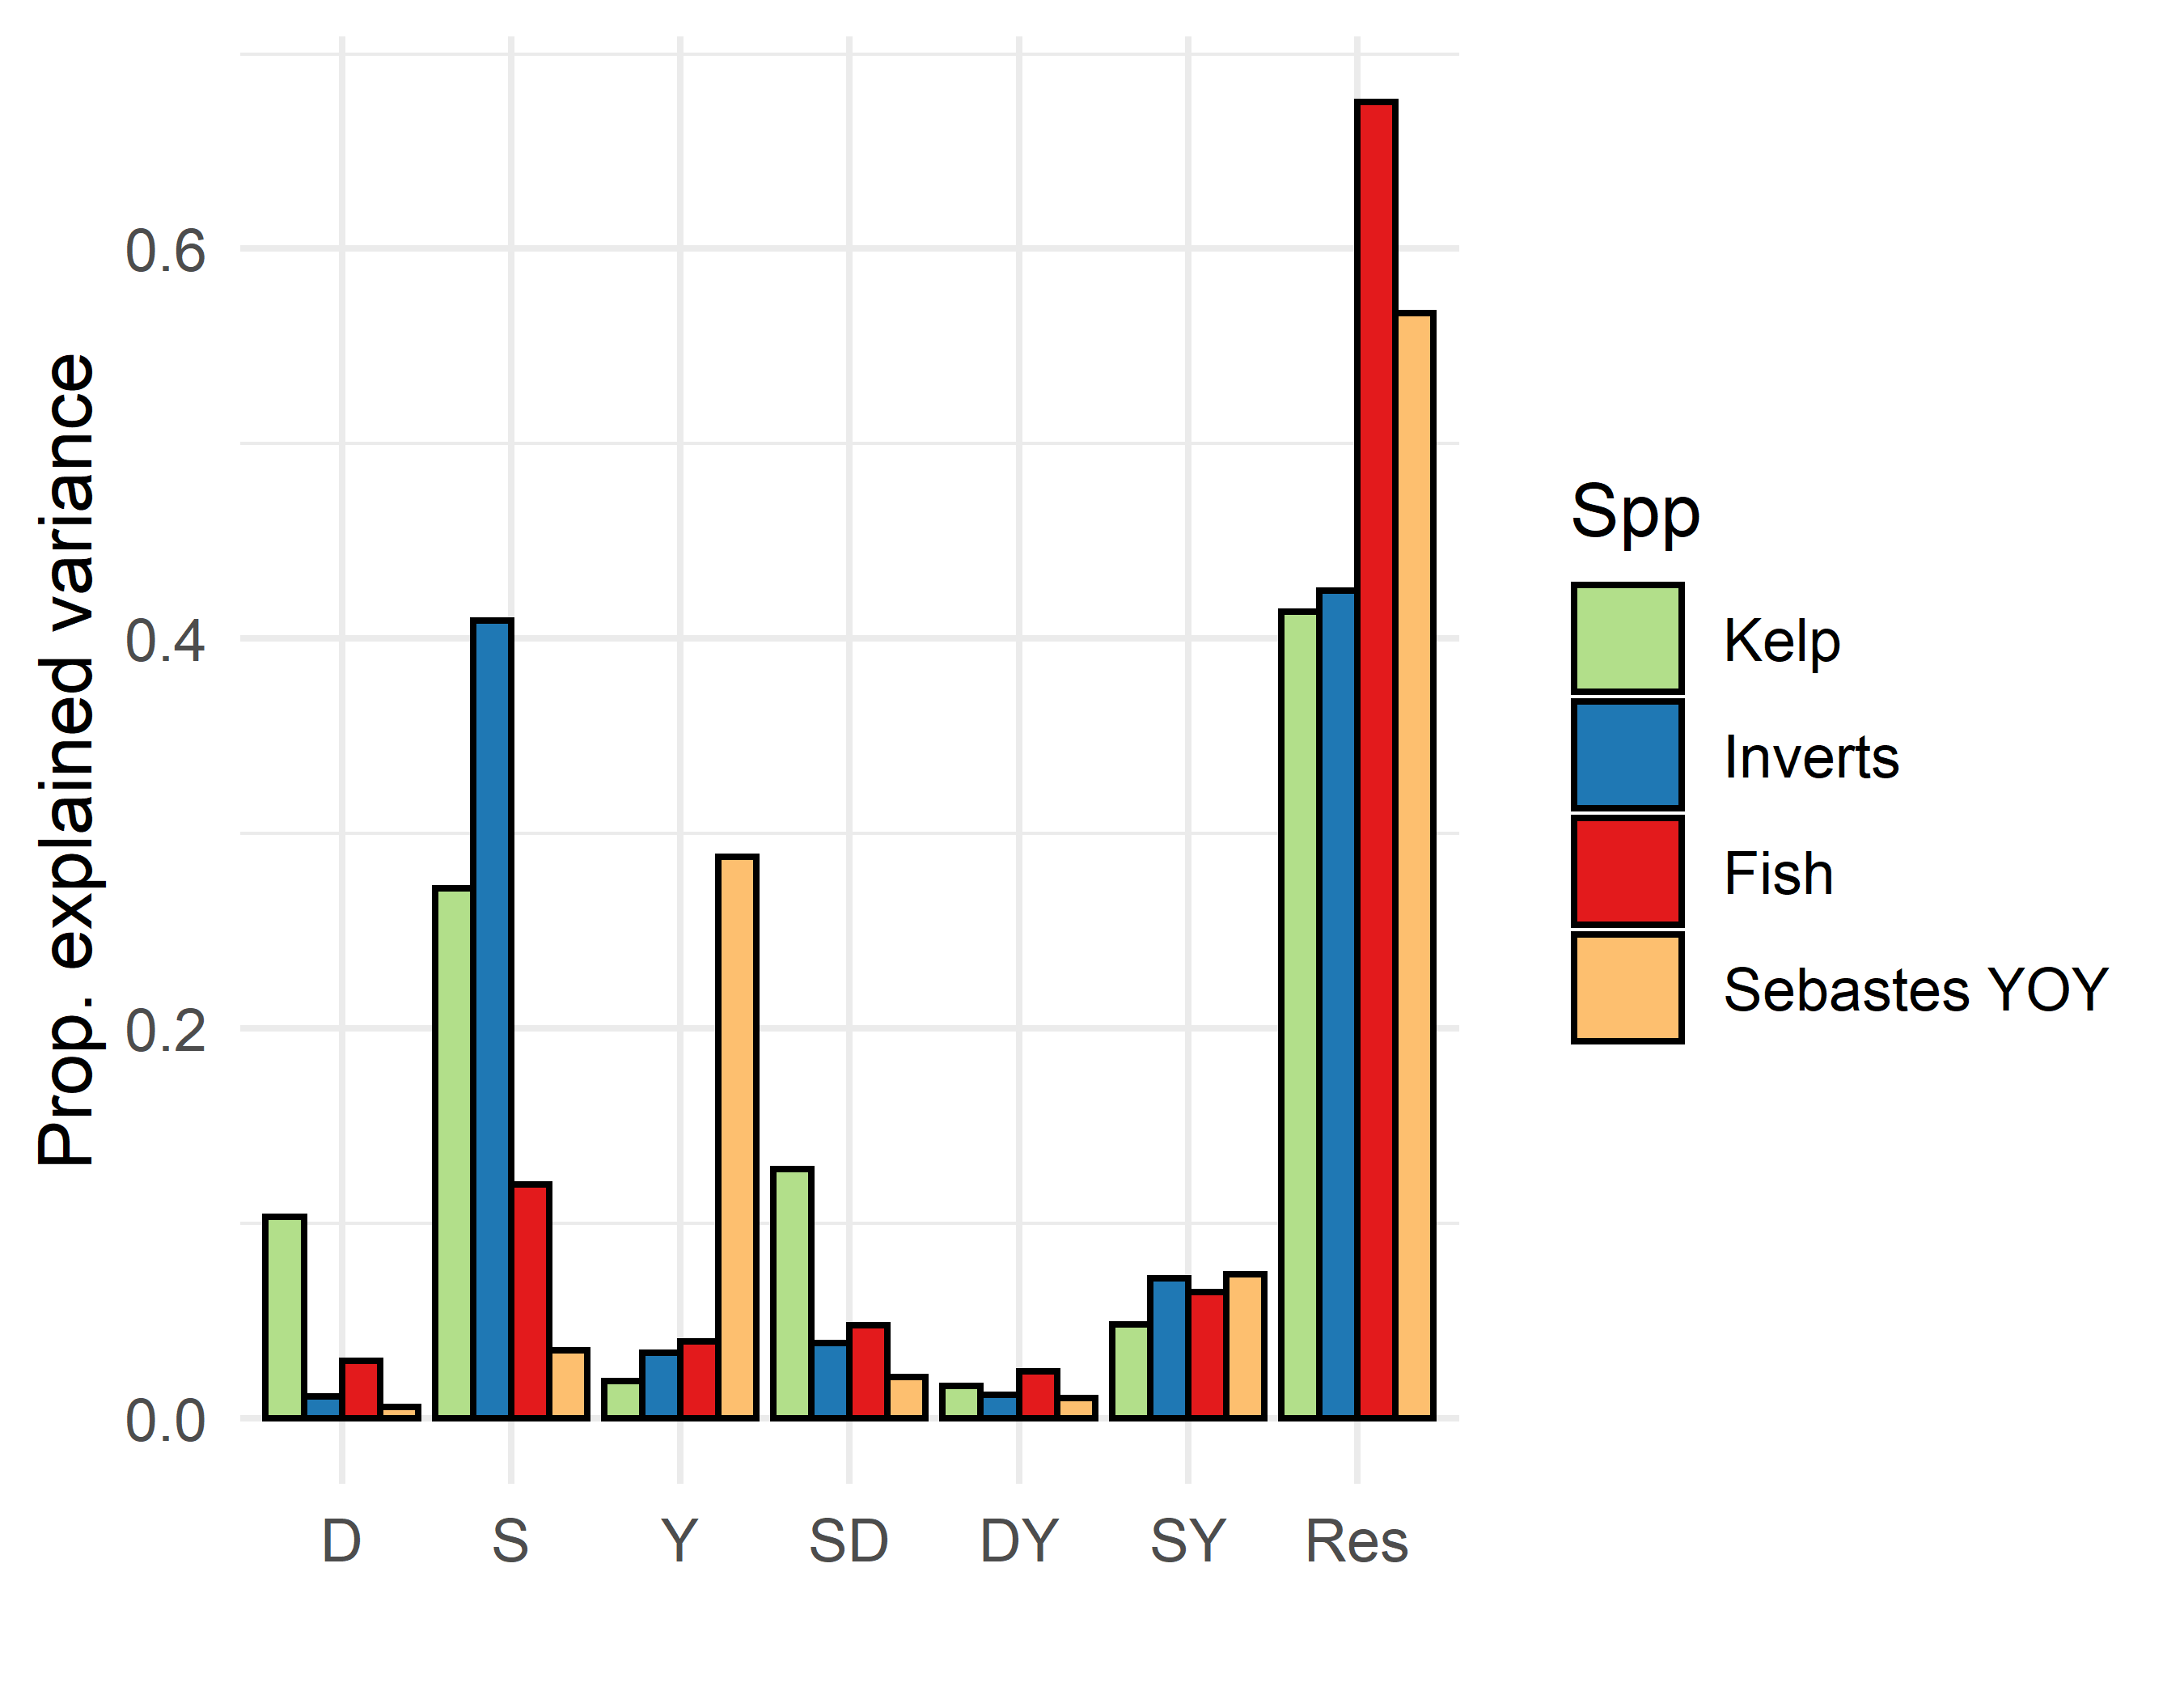 Prop. explained variance
0.6
0.4
0.2
0.0
D S Y SD DY SY Res
Spp
Kelp
Inverts
Fish
Sebastes YOY